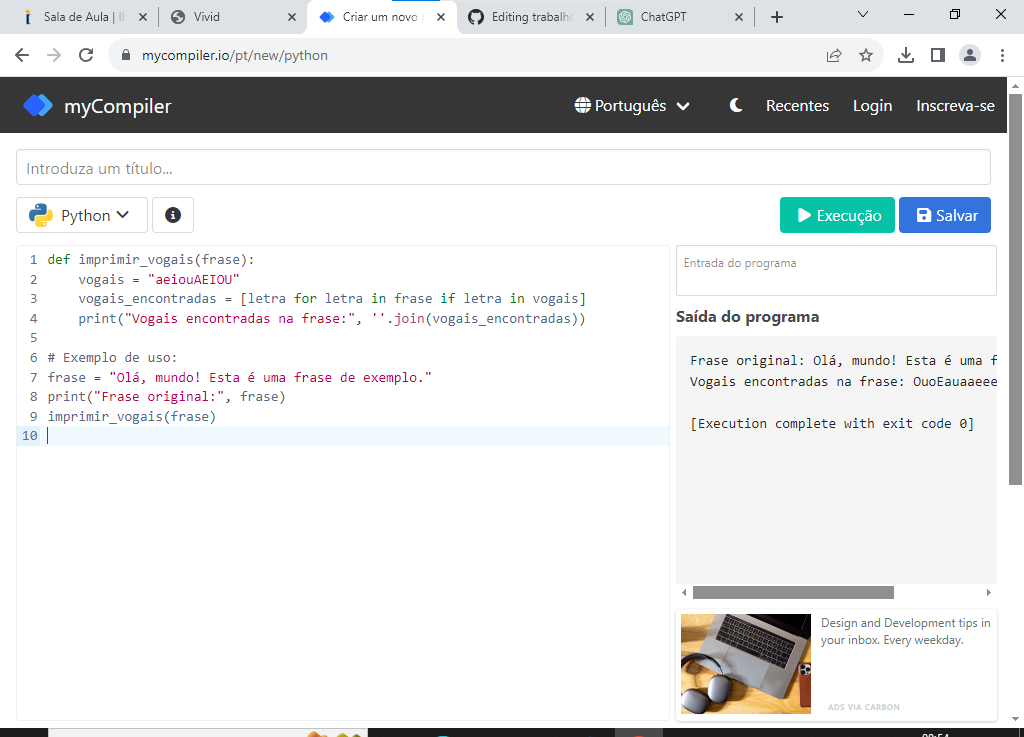 Sala de Aula | 
Vivid
Criar um novo
Editing trabalh
ChatGPT
mycompiler.io/pt/new/python
myCompiler
Português
Recentes
Login
Inscreva-se
Introduza um título...
Python
Execução
Salvar
1 def imprimir_vogais(frase):
2 vogais = "aeiouAEIOU"
3 vogais_encontradas = [letra for letra in frase if letra in vogais]
4 print("Vogais encontradas na frase:", ''.join(vogais_encontradas))
5
6 # Exemplo de uso:
7 frase = "Olá, mundo! Esta é uma frase de exemplo."
8 print("Frase original:", frase)
9 imprimir_vogais(frase)
10
Entrada do programa
Saída do programa
Frase original: Olá, mundo! Esta é uma f
Vogais encontradas na frase: OuoEauaaeee
[Execution complete with exit code 0]
Design and Development tips in
your inbox. Every weekday.
ADS VIA CARBON